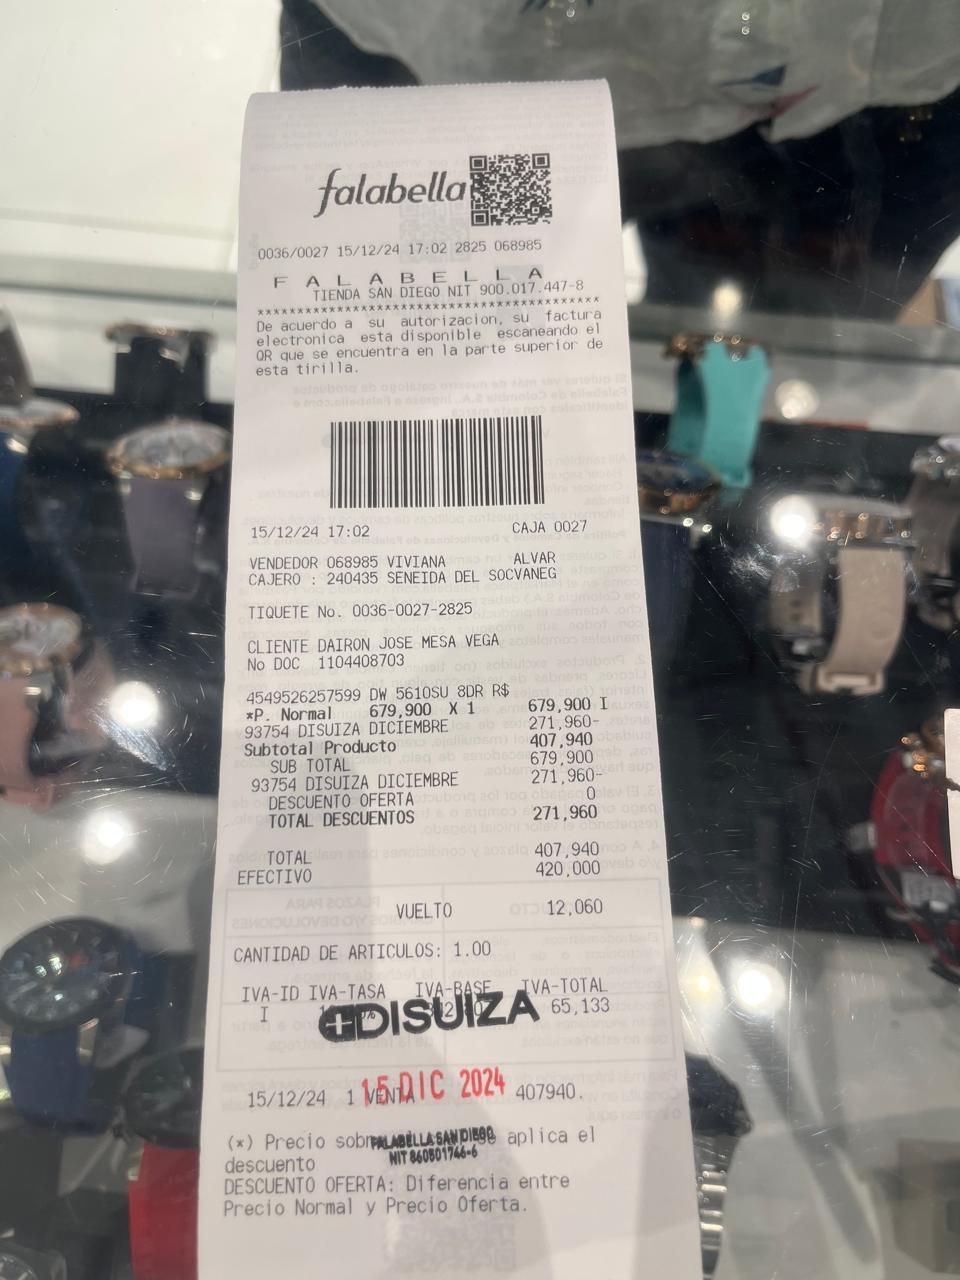 falabella
0036/0027 15/12/24 17:02 2825 068985
F A L A B E L L A
TIENDA SAN DIEGO NIT 900.017.447-8
****************************************
De acuerdo a su autorizacion, su factura
electronica esta disponible escaneando el
QR que se encuentra en la parte superior de
esta tirilla.
15/12/24 17:02 CAJA 0027
VENDEDOR 068985 VIVIANA ALVAR
CAJERO : 240435 SENEIDA DEL SOCVANEG
TIQUETE No. 0036-0027-2825
CLIENTE DAIRON JOSE MESA VEGA
No DOC 1104408703
4549526257599 DW 5610SU 8DR R$
*P. Normal 679,900 X 1 679,900 I
93754 DISUIZA DICIEMBRE 271,960-
Subtotal Producto 407,940
SUB TOTAL 679,900
93754 DISUIZA DICIEMBRE 271,960-
DESCUENTO OFERTA 0
TOTAL DESCUENTOS 271,960
TOTAL 407,940
EFECTIVO 420,000
VUELTO 12,060
CANTIDAD DE ARTICULOS: 1.00
IVA-ID IVA-TASA IVA-BASE IVA-TOTAL
I 65,133
DISUIZA
15 DIC 2024
15/12/24 1 VENTA 407940.
(*) Precio aplica el
FALABELLA SAN DIEGO
NIT 860501746-6
descuento
DESCUENTO OFERTA: Diferencia entre
Precio Normal y Precio Oferta.